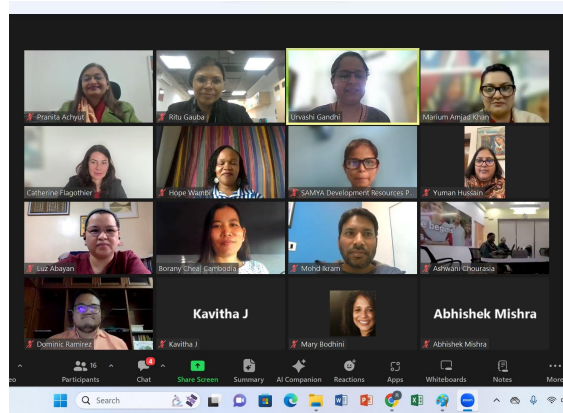 Pranita Achyut
Ritu Gauba
Urvashi Gandhi
Marium Amjad Khan
Catherine Flagothier
Hope Wambi
SAMYA Development Resources P...
Yuman Hussain
Luz Abayan
Borany Cheal Cambodia
Mohd Ikram
Ashwani Chourasia
Dominic Ramirez
Kavitha J
Kavitha J
Mary Bodhini
Abhishek Mishra
Abhishek Mishra
eo
16
Participants
4
Chat
Share Screen
Summary
AI Companion
Reactions
Apps
Whiteboards
Notes
More
Search